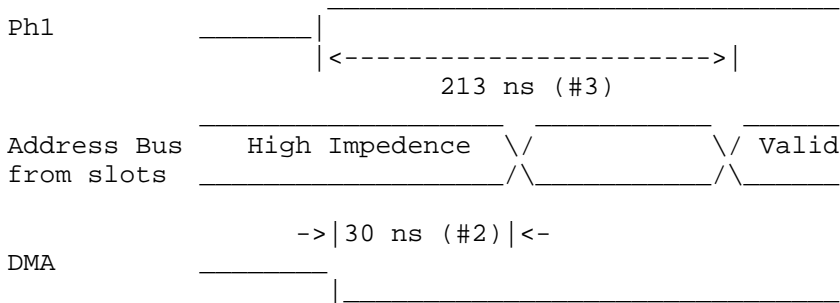 Ph1
213 ns (#3)
Address Bus High Impedence Valid
from slots
30 ns (#2)
DMA